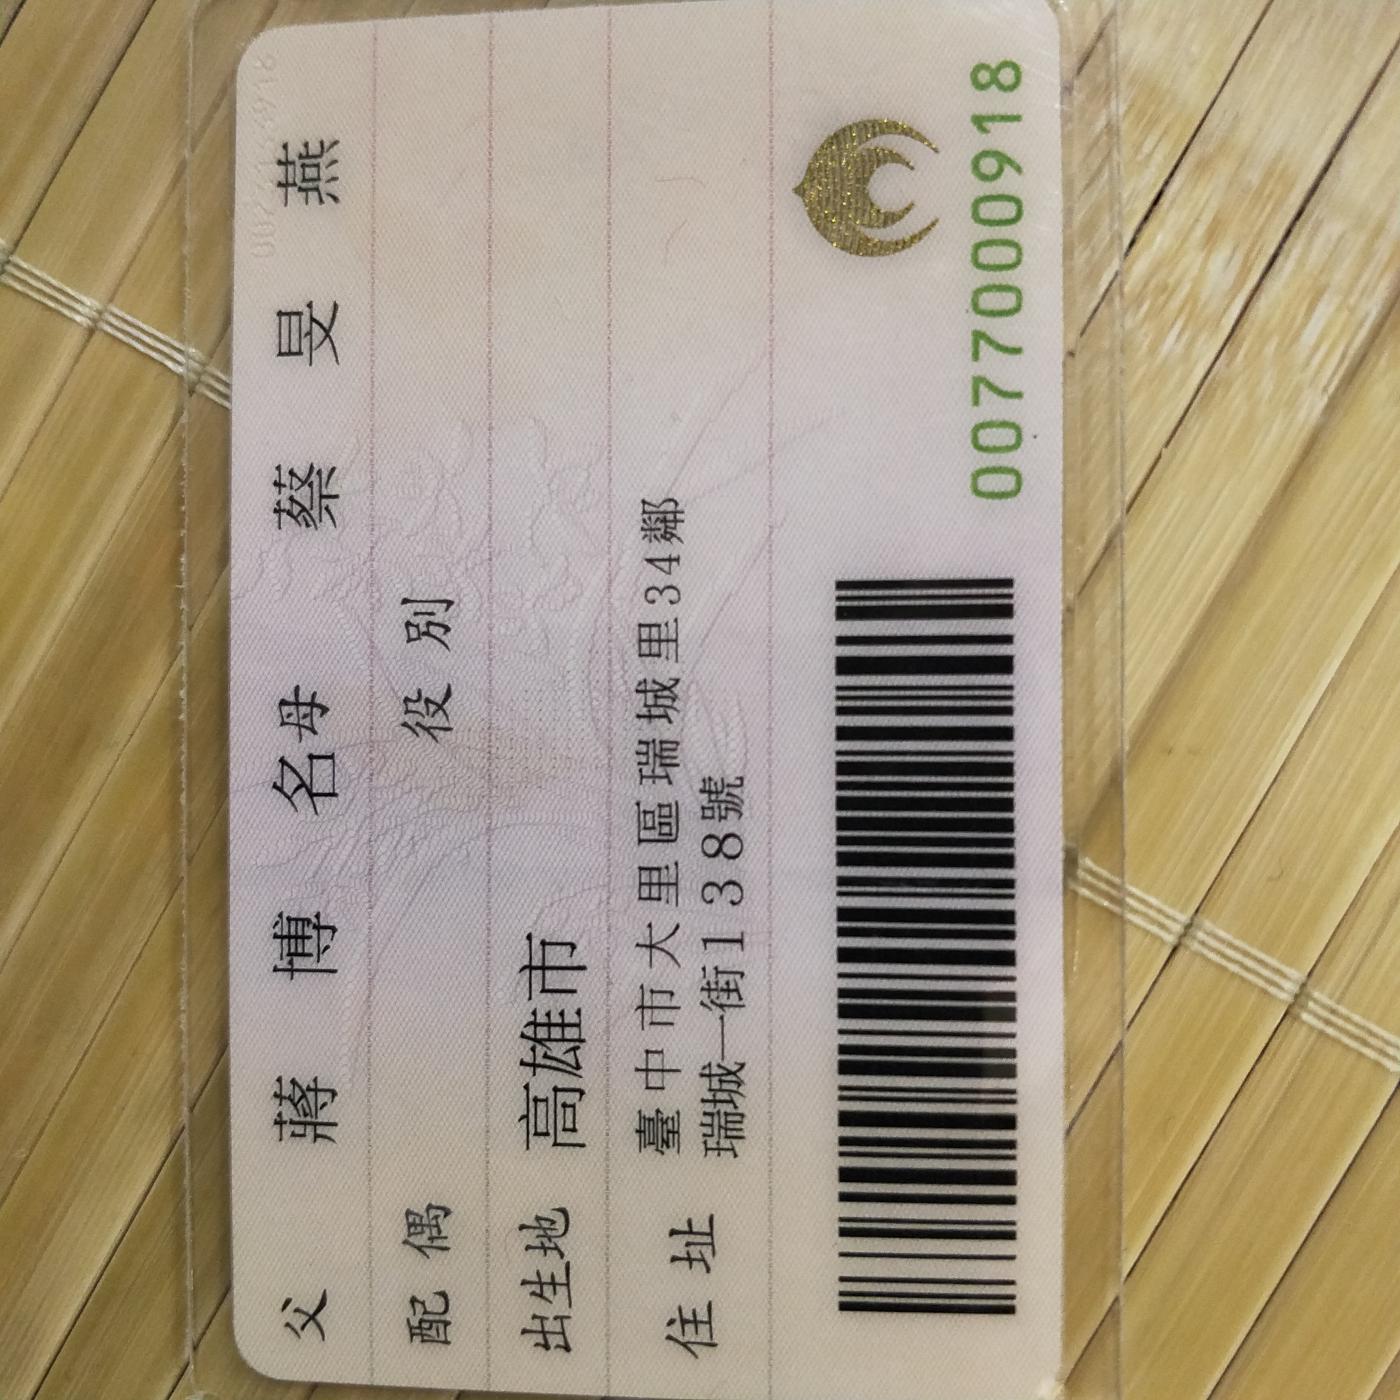 父 蔣博名 母 蔡旻燕
配偶 役別
出生地 高雄市
住址 臺中市大里區瑞城里34鄰
瑞城一街138號
0077000918